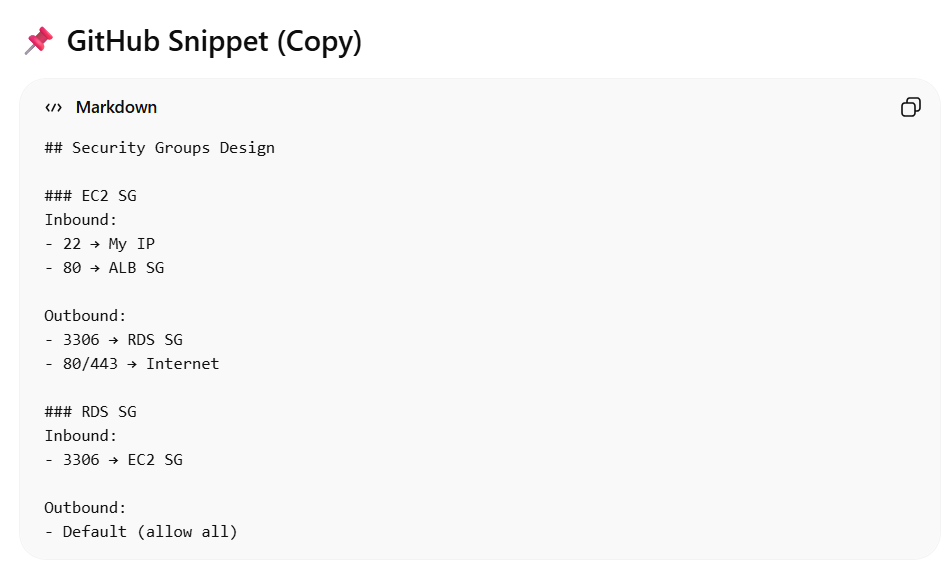 📌 GitHub Snippet (Copy)
</> Markdown
## Security Groups Design
### EC2 SG
Inbound:
- 22 → My IP
- 80 → ALB SG
Outbound:
- 3306 → RDS SG
- 80/443 → Internet
### RDS SG
Inbound:
- 3306 → EC2 SG
Outbound:
- Default (allow all)